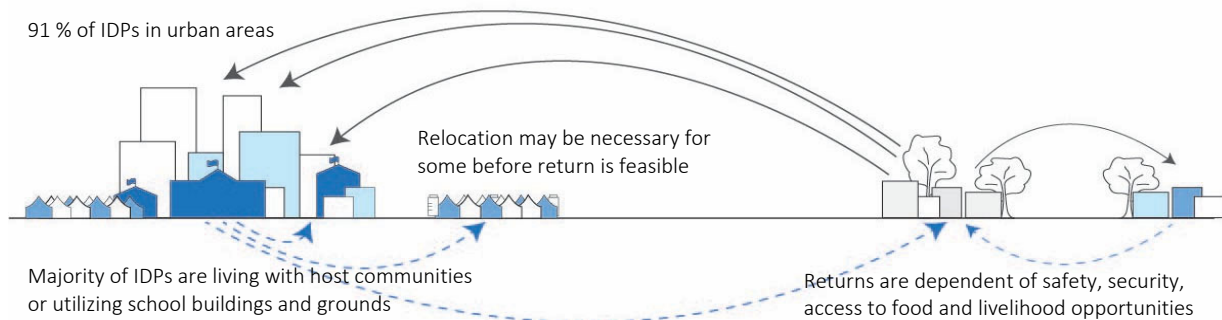 91 % of IDPs in urban areas
Relocation may be necessary for
some before return is feasible
Majority of IDPs are living with host communities
or utilizing school buildings and grounds
Returns are dependent of safety, security,
access to food and livelihood opportunities